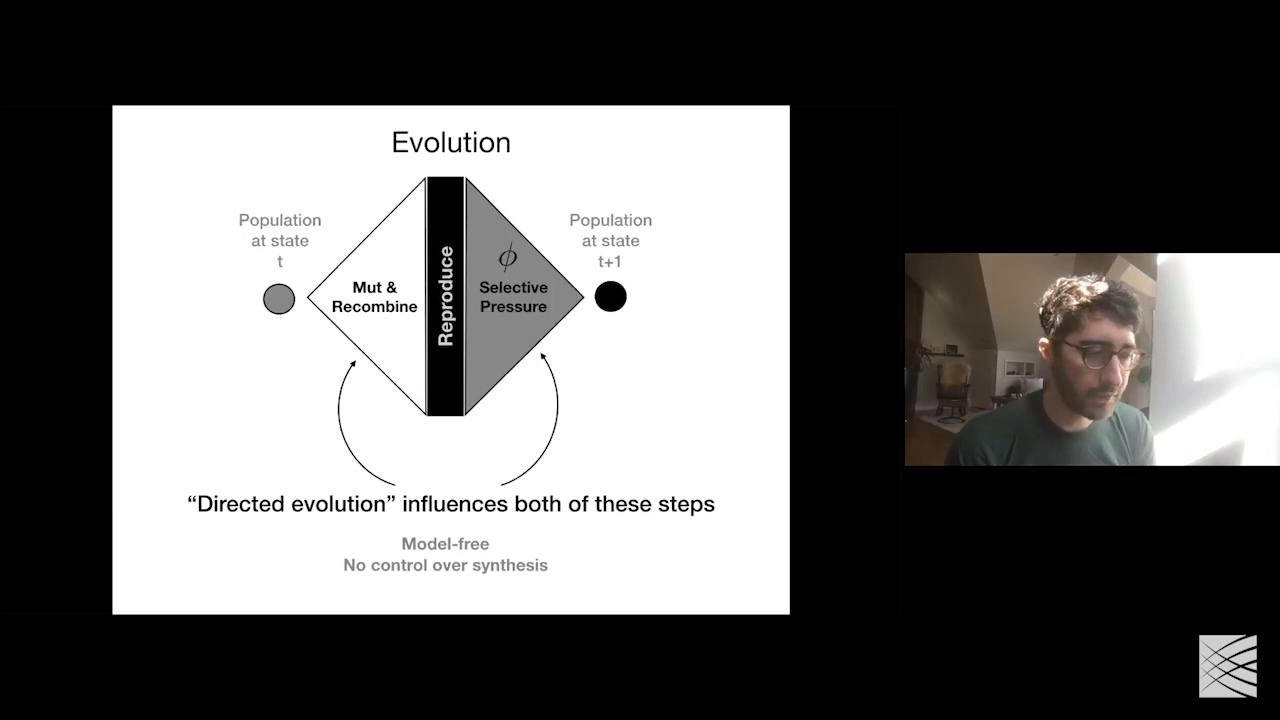 Evolution
Population
at state
t
Mut &
Recombine
Reproduce
ϕ
Selective
Pressure
Population
at state
t+1
“Directed evolution” influences both of these steps
Model-free
No control over synthesis